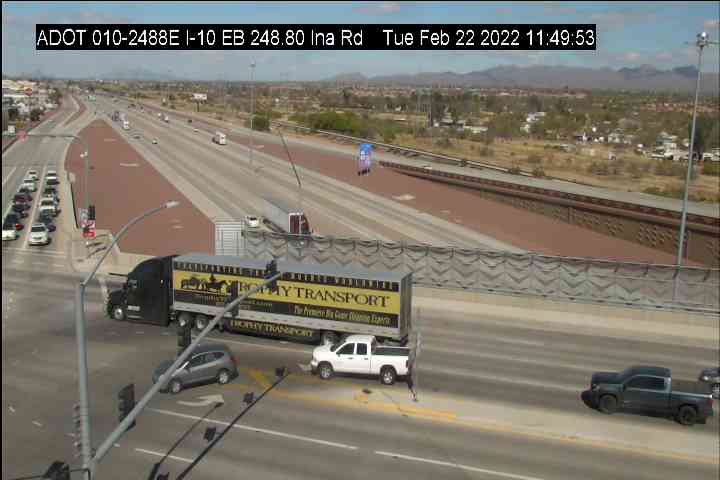 ADOT 010-2488E I-10 EB 248.80 Ina Rd Tue Feb 22 2022 11:49:53
TROPHY TRANSPORT
The Premiere Big Game Shipping Experts
TROPHY TRANSPORT